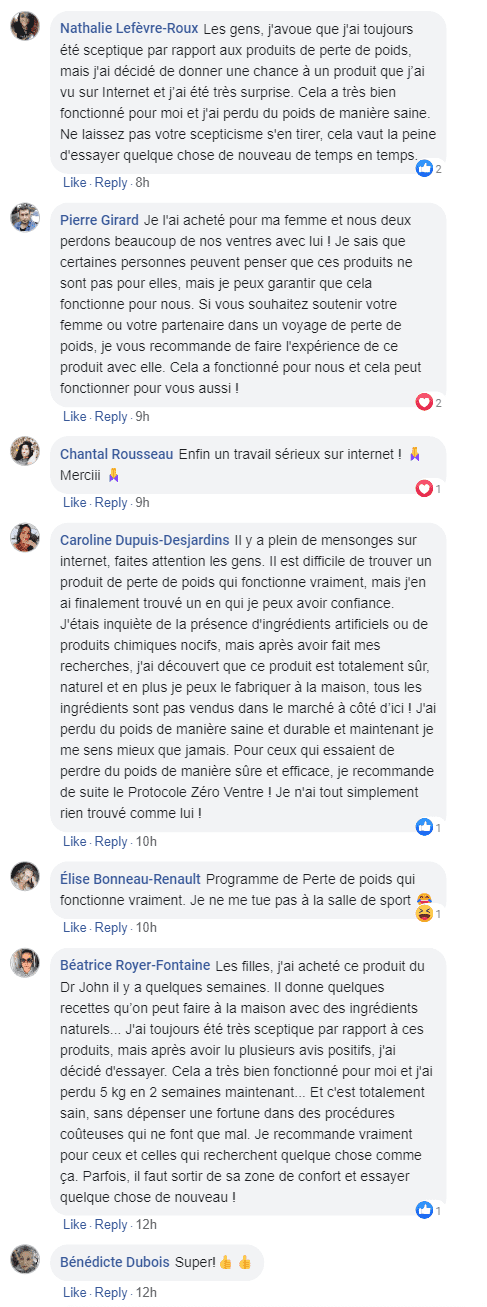 Nathalie Lefèvre-Roux Les gens, j'avoue que j'ai toujours
été sceptique par rapport aux produits de perte de poids,
mais j'ai décidé de donner une chance à un produit que j'ai
vu sur Internet et j'ai été très surprise. Cela a très bien
fonctionné pour moi et j'ai perdu du poids de manière saine.
Ne laissez pas votre scepticisme s'en tirer, cela vaut la peine
d'essayer quelque chose de nouveau de temps en temps.
2
Like · Reply · 8h
Pierre Girard Je l'ai acheté pour ma femme et nous deux
perdons beaucoup de nos ventres avec lui ! Je sais que
certaines personnes peuvent penser que ces produits ne
sont pas pour elles, mais je peux garantir que cela
fonctionne pour nous. Si vous souhaitez soutenir votre
femme ou votre partenaire dans un voyage de perte de
poids, je vous recommande de faire l'expérience de ce
produit avec elle. Cela a fonctionné pour nous et cela peut
fonctionner pour vous aussi !
2
Like · Reply · 9h
Chantal Rousseau Enfin un travail sérieux sur internet !
Merciii
1
Like · Reply · 9h
Caroline Dupuis-Desjardins Il y a plein de mensonges sur
internet, faites attention les gens. Il est difficile de trouver un
produit de perte de poids qui fonctionne vraiment, mais j'en
ai finalement trouvé un en qui je peux avoir confiance.
J'étais inquiète de la présence d'ingrédients artificiels ou de
produits chimiques nocifs, mais après avoir fait mes
recherches, j'ai découvert que ce produit est totalement sûr,
naturel et en plus je peux le fabriquer à la maison, tous les
ingrédients sont pas vendus dans le marché à côté d'ici ! J'ai
perdu du poids de manière saine et durable et maintenant je
me sens mieux que jamais. Pour ceux qui essaient de
perdre du poids de manière sûre et efficace, je recommande
de suite le Protocole Zéro Ventre ! Je n'ai tout simplement
rien trouvé comme lui !
1
Like · Reply · 10h
Élise Bonneau-Renault Programme de Perte de poids qui
fonctionne vraiment. Je ne me tue pas à la salle de sport 😂
1
Like · Reply · 10h
Béatrice Royer-Fontaine Les filles, j'ai acheté ce produit du
Dr John il y a quelques semaines. Il donne quelques
recettes qu'on peut faire à la maison avec des ingrédients
naturels... J'ai toujours été très sceptique par rapport à ces
produits, mais après avoir lu plusieurs avis positifs, j'ai
décidé d'essayer. Cela a très bien fonctionné pour moi et j'ai
perdu 5 kg en 2 semaines maintenant... Et c'est totalement
sain, sans dépenser une fortune dans des procédures
coûteuses qui ne font que mal. Je recommande vraiment
pour ceux et celles qui recherchent quelque chose comme
ça. Parfois, il faut sortir de sa zone de confort et essayer
quelque chose de nouveau !
1
Like · Reply · 12h
Bénédicte Dubois Super!👍 👍
Like · Reply · 12h